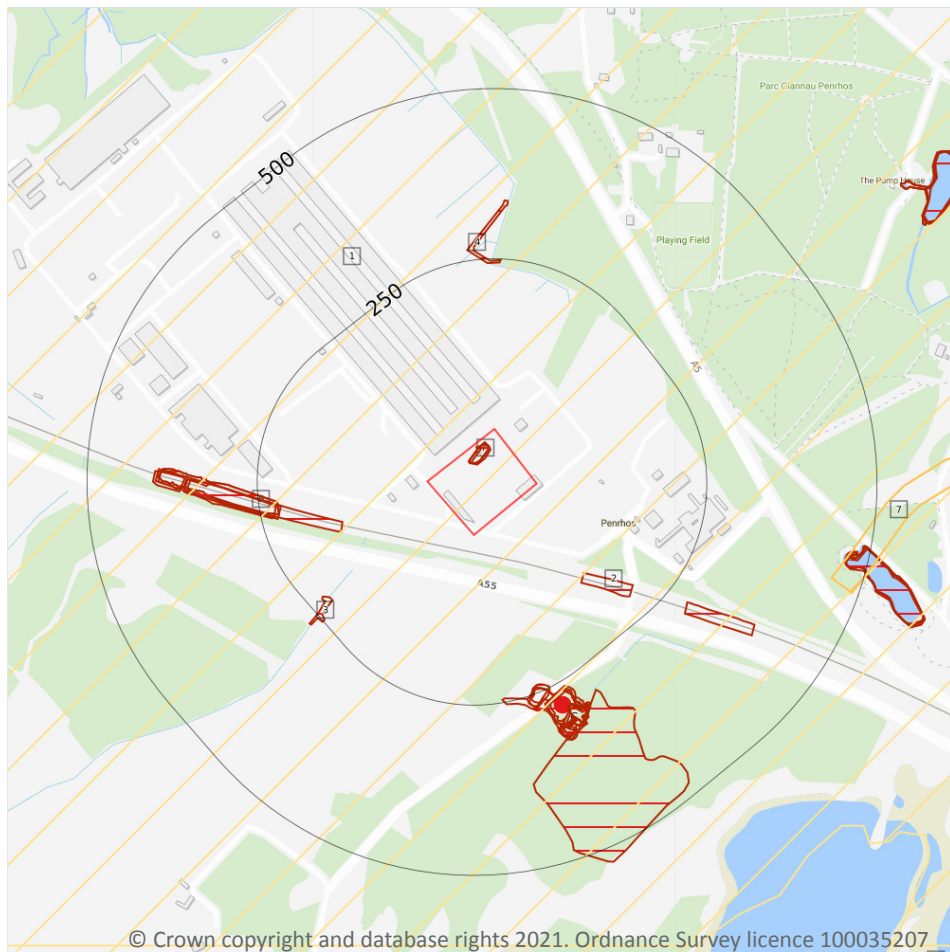 Parc Giannau Penrhos
500
The Pump House
4
Playing Field
1
250
A5
7
Penrhos
A55
2
3
© Crown copyright and database rights 2021. Ordnance Survey licence 100035207